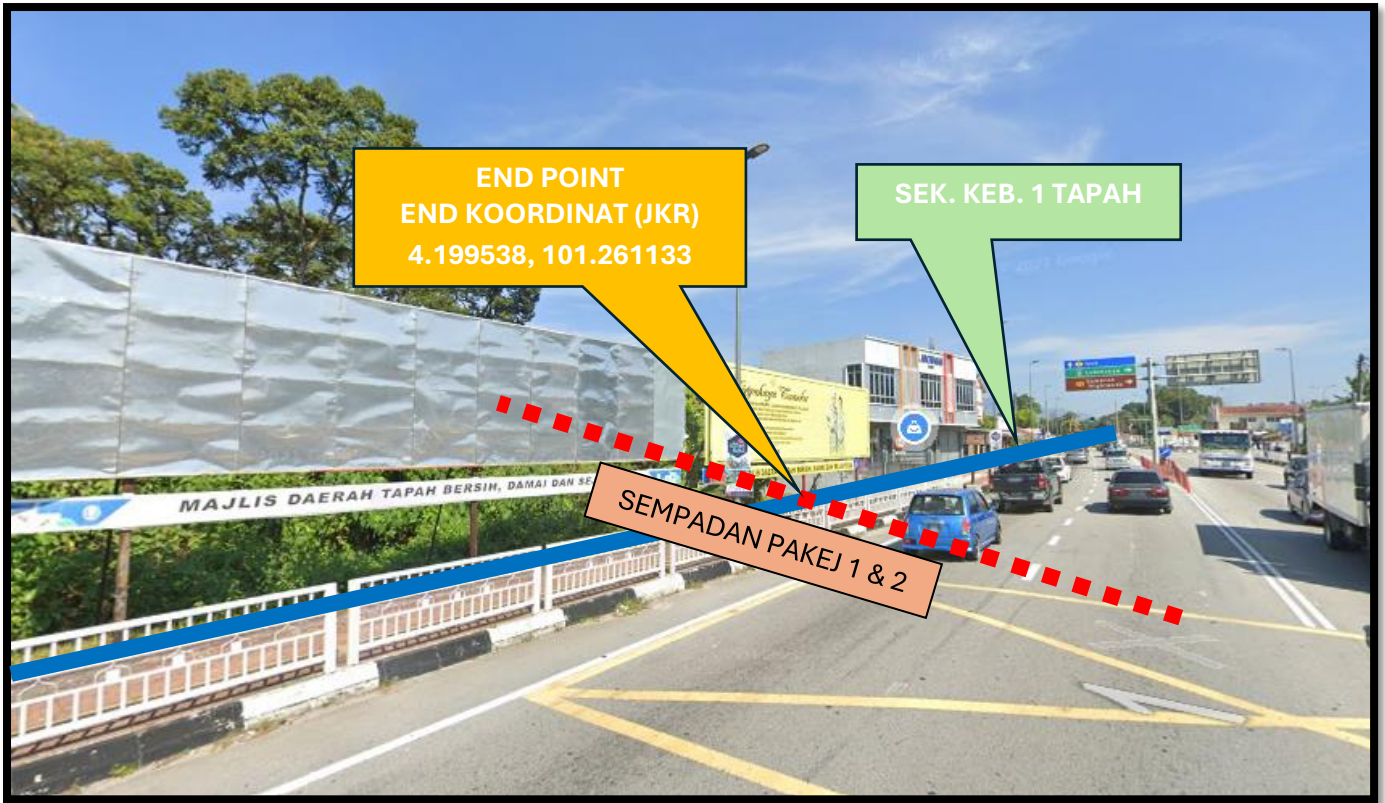 END POINT
END KOORDINAT (JKR)
4.199538, 101.261133
SEK. KEB. 1 TAPAH
SEMPADAN PAKEJ 1 & 2
MAJLIS DAERAH TAPAH BERSIH, DAMAI DAN